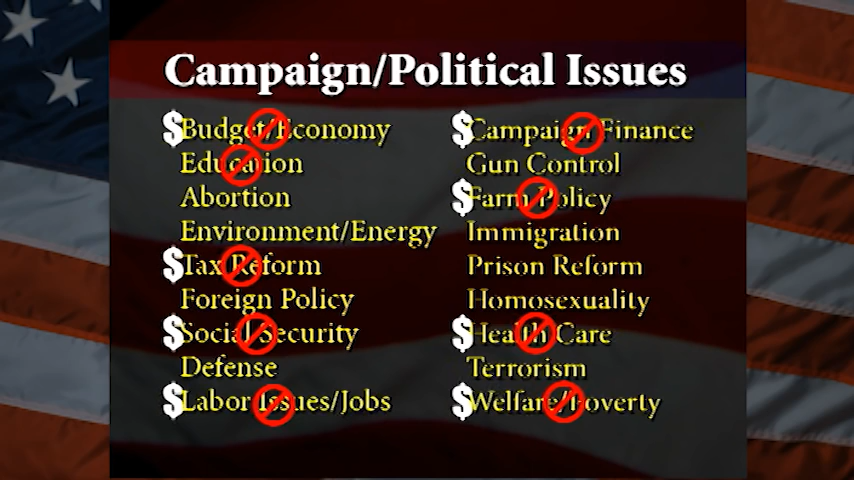 Campaign/Political Issues
$Budget/Economy
Education
Abortion
Environment/Energy
$Tax Reform
Foreign Policy
$Social Security
Defense
$Labor Issues/Jobs
$Campaign Finance
Gun Control
$Farm Policy
Immigration
Prison Reform
Homosexuality
$Health Care
Terrorism
$Welfare/Poverty